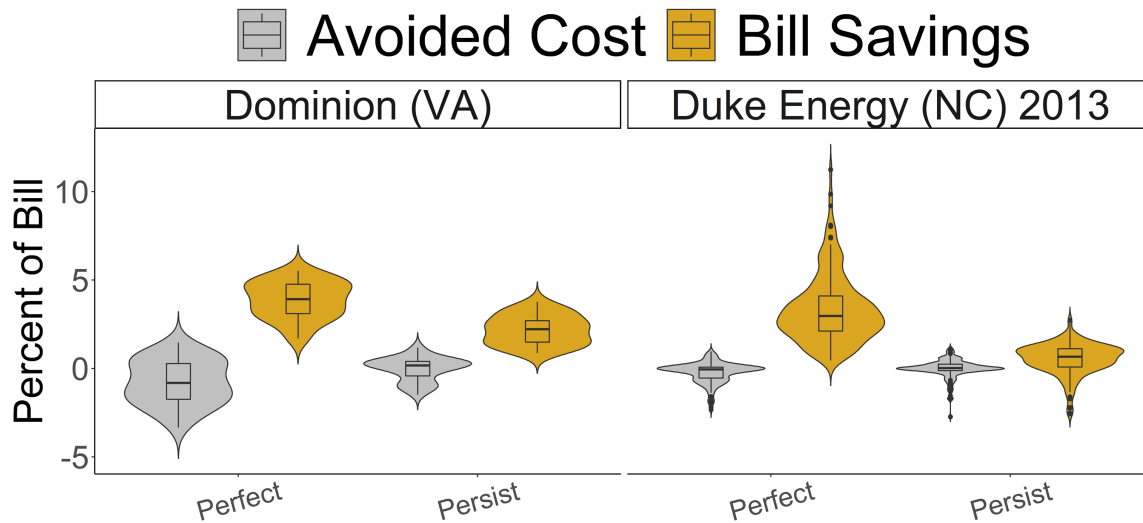 Avoided Cost Bill Savings
Dominion (VA) Duke Energy (NC) 2013
Percent of Bill
10
5
0
-5
Perfect Persist Perfect Persist